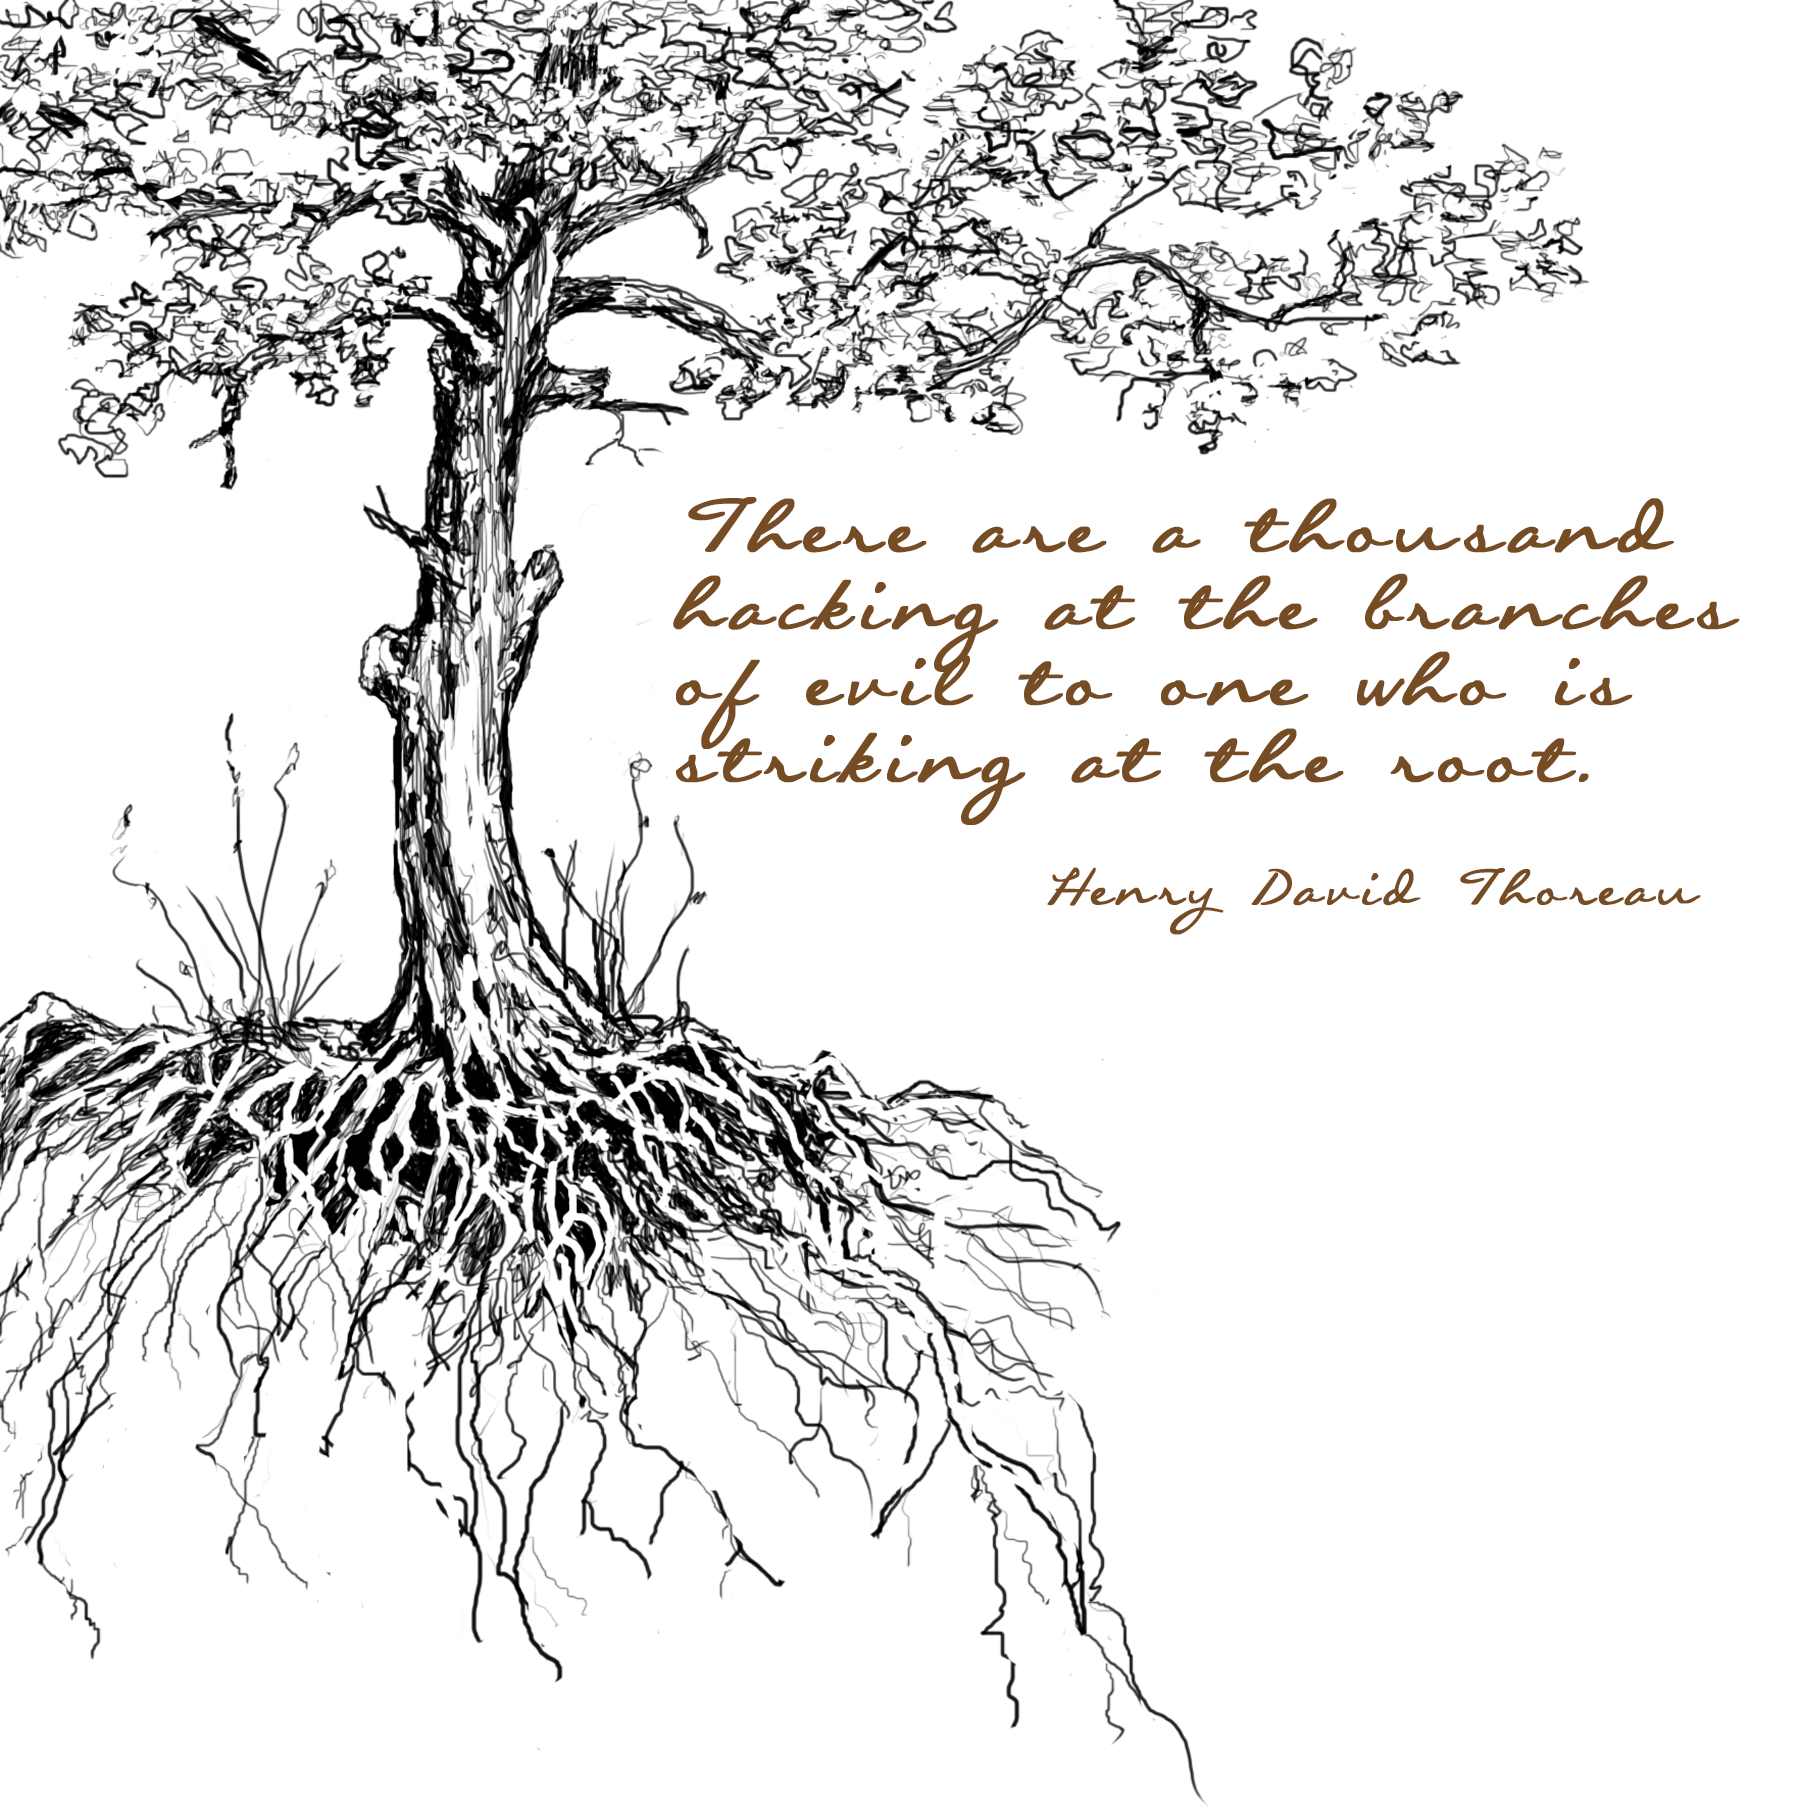 There are a thousand
hacking at the branches
of evil to one who is
striking at the root.
Henry David Thoreau